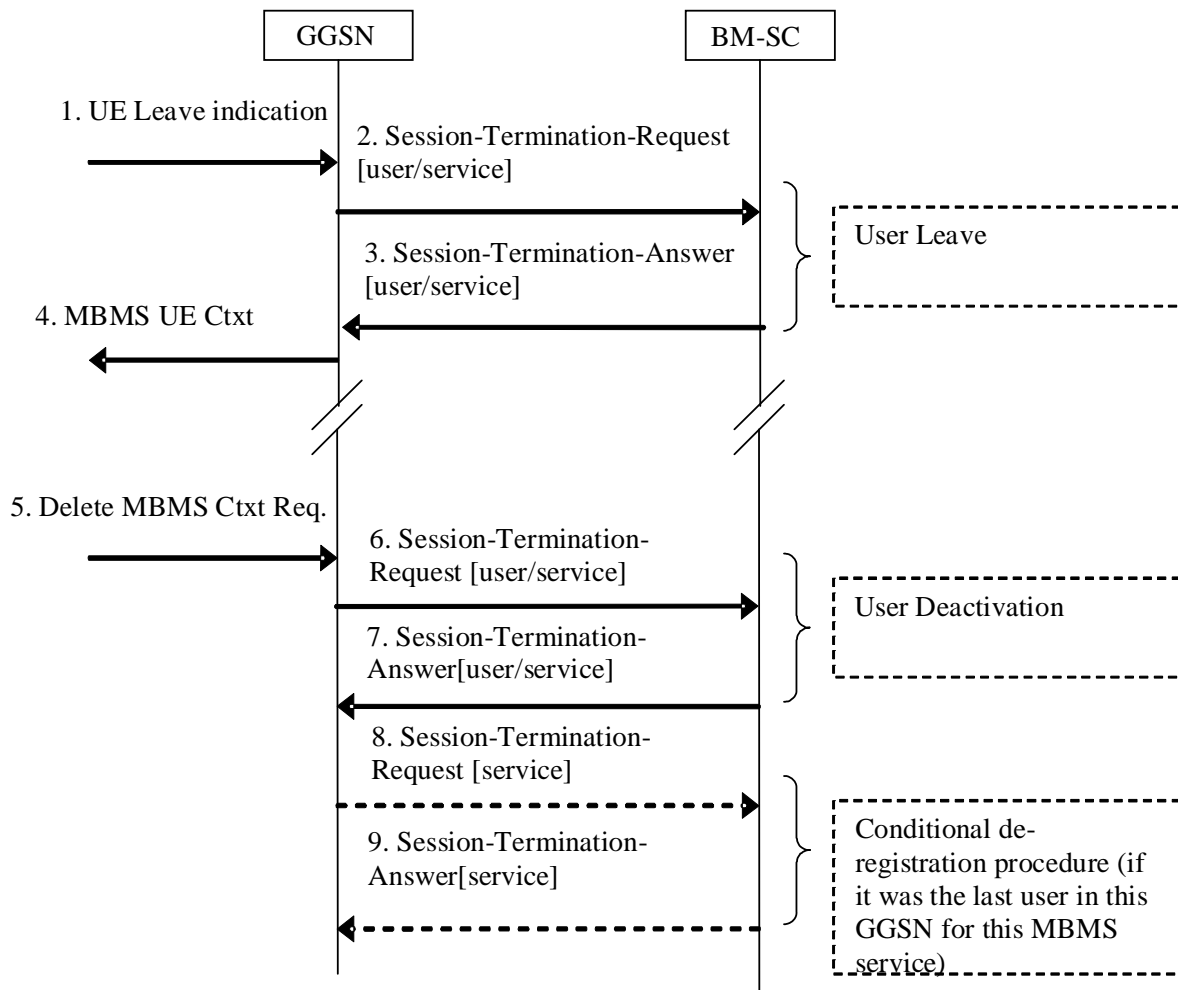 GGSN
BM-SC
1. UE Leave indication
2. Session-Termination-Request
[user/service]
User Leave
3. Session-Termination-Answer
[user/service]
4. MBMS UE Ctxt
5. Delete MBMS Ctxt Req.
6. Session-Termination-
Request [user/service]
User Deactivation
7. Session-Termination-
Answer[user/service]
8. Session-Termination-
Request [service]
9. Session-Termination-
Answer[service]
Conditional de-
registration procedure (if
it was the last user in this
GGSN for this MBMS
service)